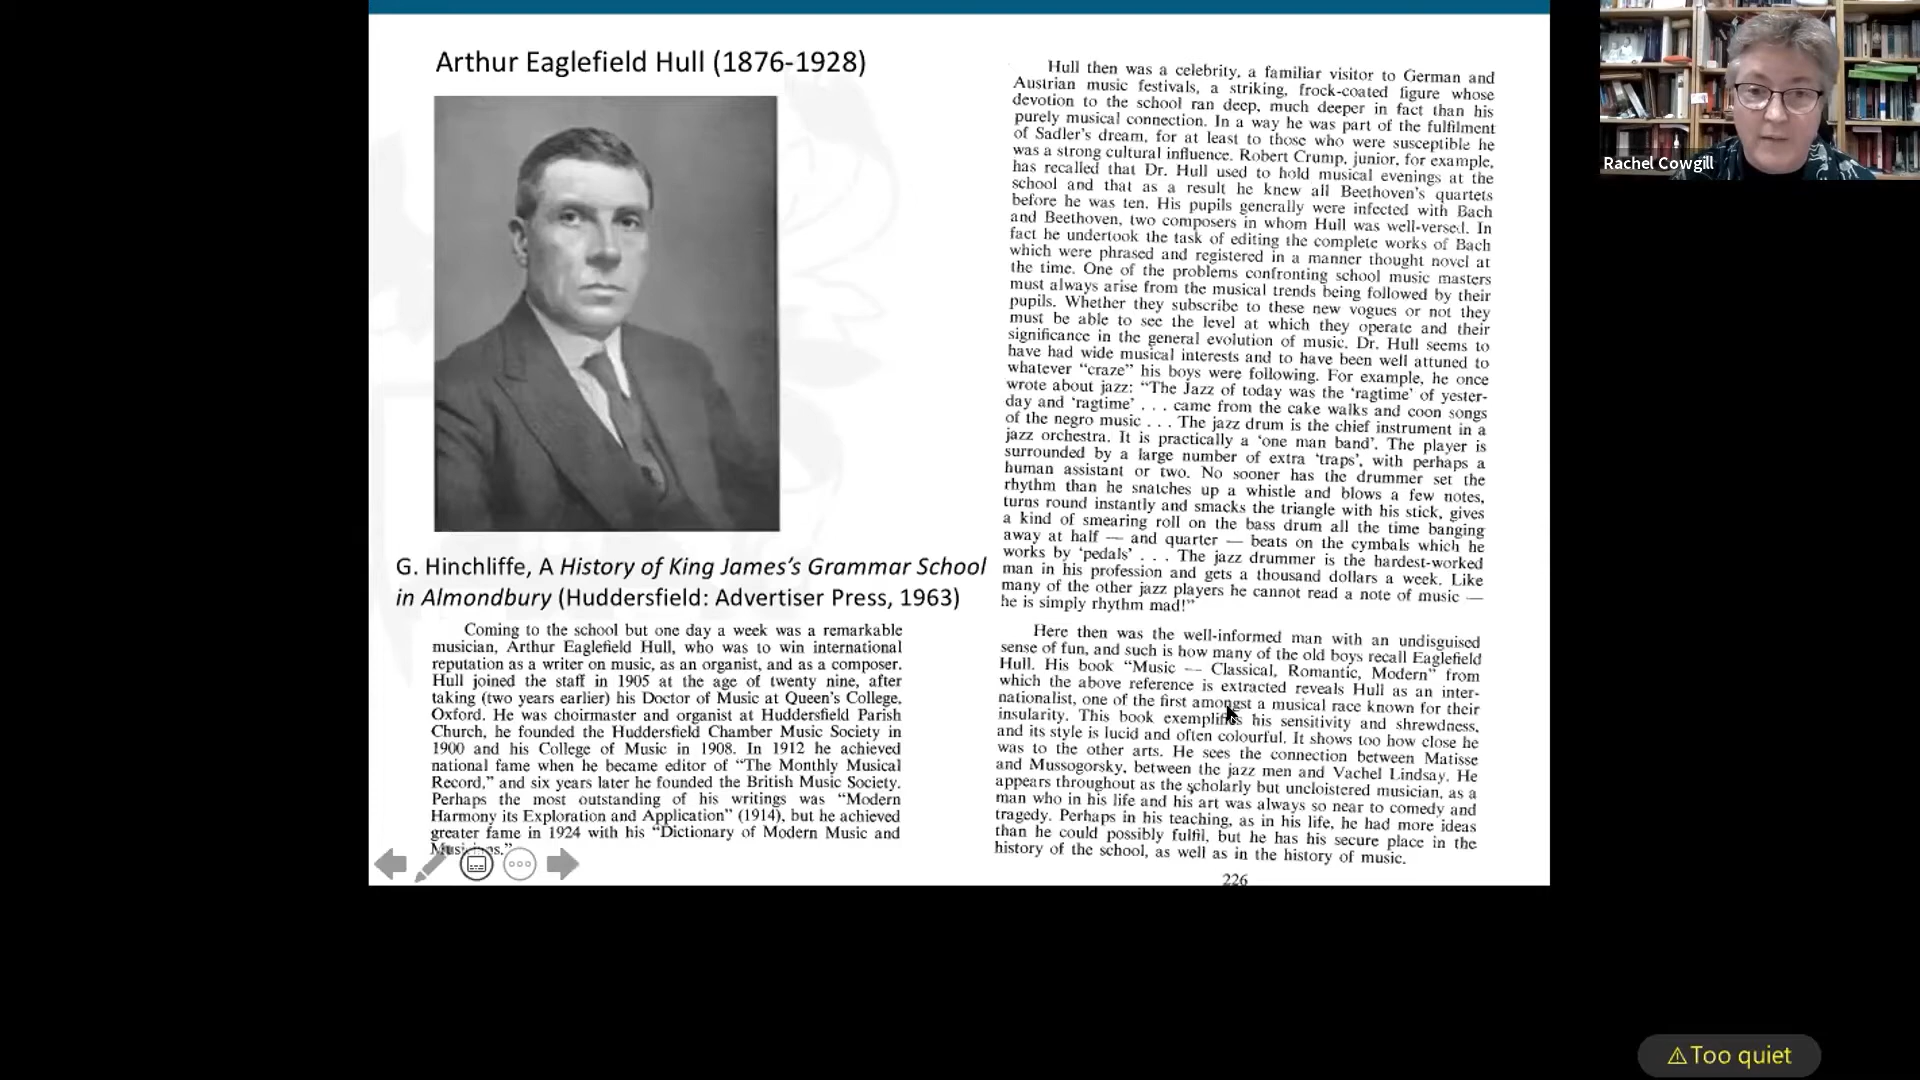 Arthur Eaglefield Hull (1876-1928)
G. Hinchliffe, A History of King James's Grammar School
in Almondbury (Huddersfield: Advertiser Press, 1963)
Coming to the school but one day a week was a remarkable
musician, Arthur Eaglefield Hull, who was to win international
reputation as a writer on music, as an organist, and as a composer.
Hull joined the staff in 1905 at the age of twenty nine, after
taking (two years earlier) his Doctor of Music at Queen's College,
Oxford. He was choirmaster and organist at Huddersfield Parish
Church, he founded the Huddersfield Chamber Music Society in
1900 and his College of Music in 1908. In 1912 he achieved
national fame when he became editor of "The Monthly Musical
Record," and six years later he founded the British Music Society.
Perhaps the most outstanding of his writings was "Modern
Harmony its Exploration and Application" (1914), but he achieved
greater fame in 1924 with his "Dictionary of Modern Music and
Hull then was a celebrity, a familiar visitor to German and
Austrian music festivals, a striking, frock-coated figure whose
devotion to the school ran deep, much deeper in fact than his
purely musical connection. In a way he was part of the fulfilment
of Sadler's dream, for at least to those who were susceptible he
was a strong cultural influence. Robert Crump, junior, for example,
has recalled that Dr. Hull used to hold musical evenings at the
school and that as a result he knew all Beethoven's quartets
before he was ten. His pupils generally were infected with Bach
and Beethoven, two composers in whom Hull was well-versed. In
fact he undertook the task of editing the complete works of Bach
which were phrased and registered in a manner thought novel at
the time. One of the problems confronting school music masters
must always arise from the musical trends being followed by their
pupils. Whether they subscribe to these new vogues or not they
must be able to see the level at which they operate and their
significance in the general evolution of music. Dr. Hull seems to
have had wide musical interests and to have been well attuned to
whatever "craze" his boys were following. For example, he once
wrote about jazz: "The Jazz of today was the 'ragtime' of yester-
day and 'ragtime' . . . came from the cake walks and coon songs
of the negro music . . . The jazz drum is the chief instrument in a
jazz orchestra. It is practically a 'one man band'. The player is
surrounded by a large number of extra 'traps', with perhaps a
human assistant or two. No sooner has the drummer set the
rhythm than he snatches up a whistle and blows a few notes,
turns round instantly and smacks the triangle with his stick, gives
a kind of smearing roll on the bass drum all the time banging
away at half — and quarter — beats on the cymbals which he
works by 'pedals' . . . The jazz drummer is the hardest-worked
man in his profession and gets a thousand dollars a week. Like
many of the other jazz players he cannot read a note of music —
he is simply rhythm mad!"
Here then was the well-informed man with an undisguised
sense of fun, and such is how many of the old boys recall Eaglefield
Hull. His book "Music — Classical, Romantic, Modern" from
which the above reference is extracted reveals Hull as an inter-
nationalist, one of the first amongst a musical race known for their
insularity. This book exemplifies his sensitivity and shrewdness,
and its style is lucid and often colourful. It shows too how close he
was to the other arts. He sees the connection between Matisse
and Mussogorsky, between the jazz men and Vachel Lindsay. He
appears throughout as the scholarly but uncloistered musician, as a
man who in his life and his art was always so near to comedy and
tragedy. Perhaps in his teaching, as in his life, he had more ideas
than he could possibly fulfil, but he has his secure place in the
history of the school, as well as in the history of music.
226
Rachel Cowgill
Too quiet